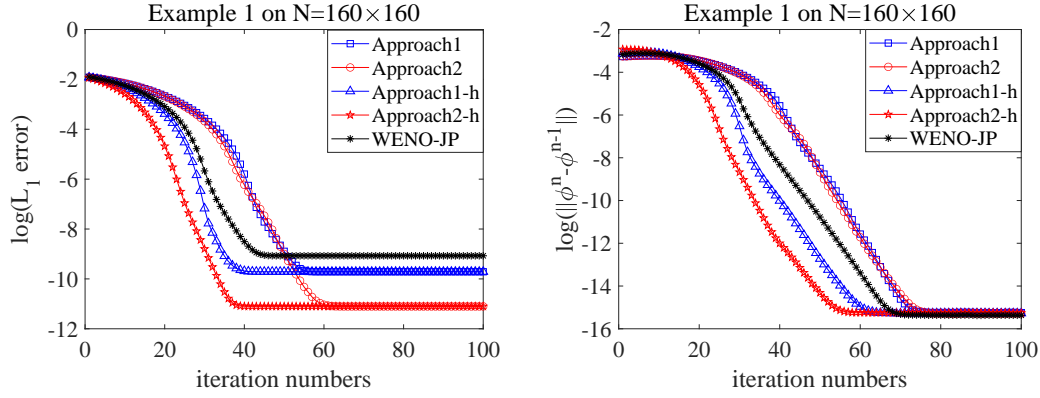 Example 1 on N=160×160
log(L_1 error)
0
-2
-4
-6
-8
-10
-12
0
20
40
60
80
100
iteration numbers
Approach1
Approach2
Approach1-h
Approach2-h
WENO-JP
Example 1 on N=160×160
log(||ϕ^n-ϕ^{n-1}||)
-2
-4
-6
-8
-10
-12
-14
-16
0
20
40
60
80
100
iteration numbers
Approach1
Approach2
Approach1-h
Approach2-h
WENO-JP